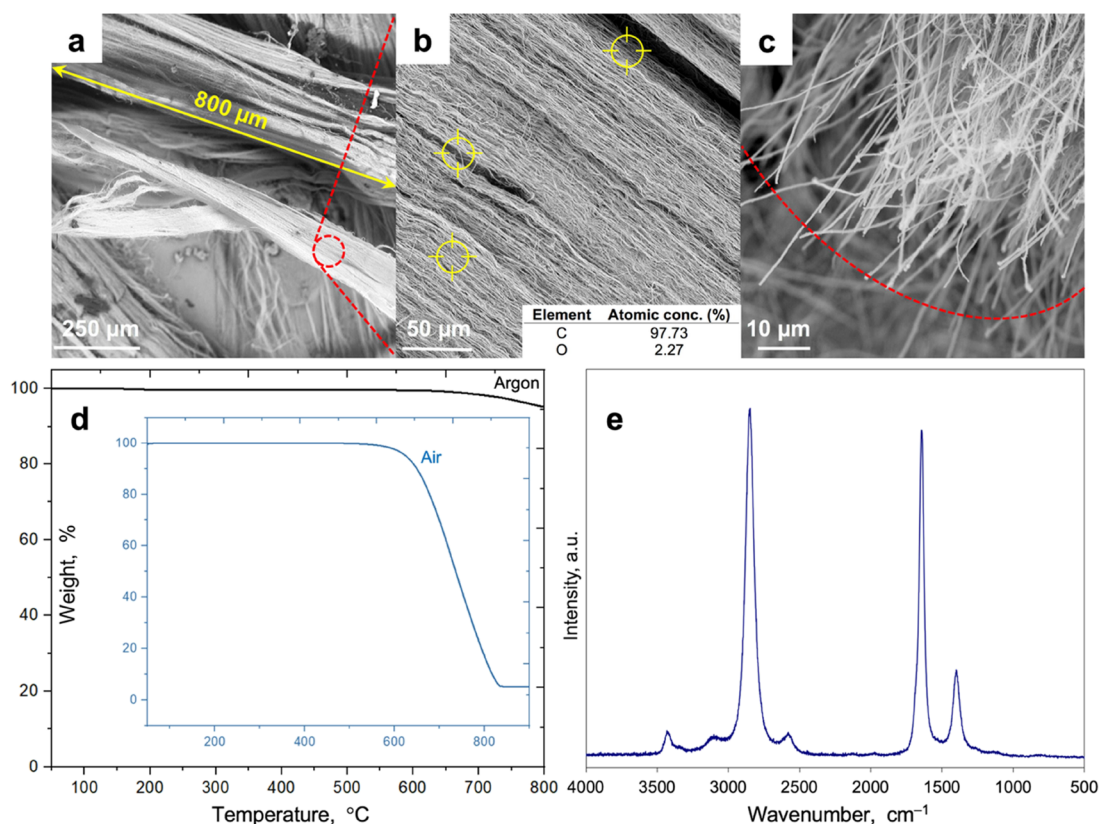 a
800 µm
250 µm
b
50 µm
Element Atomic conc. (%)
C 97.73
O 2.27
c
10 µm
d
Argon
100
80
60
40
20
0
Weight, %
0 100 200 300 400 500 600 700 800
Temperature, °C
Air
100
80
60
40
20
0
200 400 600 800
e
Intensity, a.u.
4000 3500 3000 2500 2000 1500 1000 500
Wavenumber, cm⁻¹